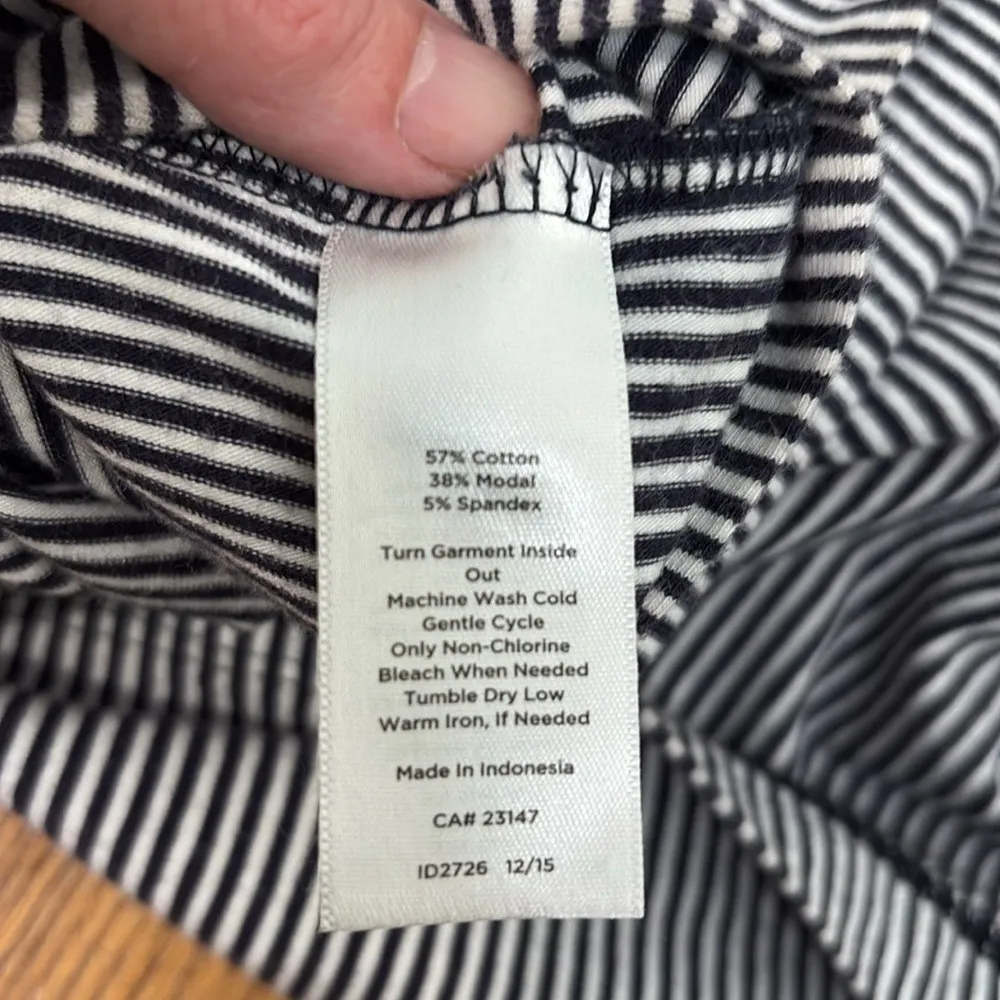 57% Cotton
38% Modal
5% Spandex
Turn Garment Inside
Out
Machine Wash Cold
Gentle Cycle
Only Non-Chlorine
Bleach When Needed
Tumble Dry Low
Warm Iron, If Needed
Made In Indonesia
CA# 23147
ID2726 12/15